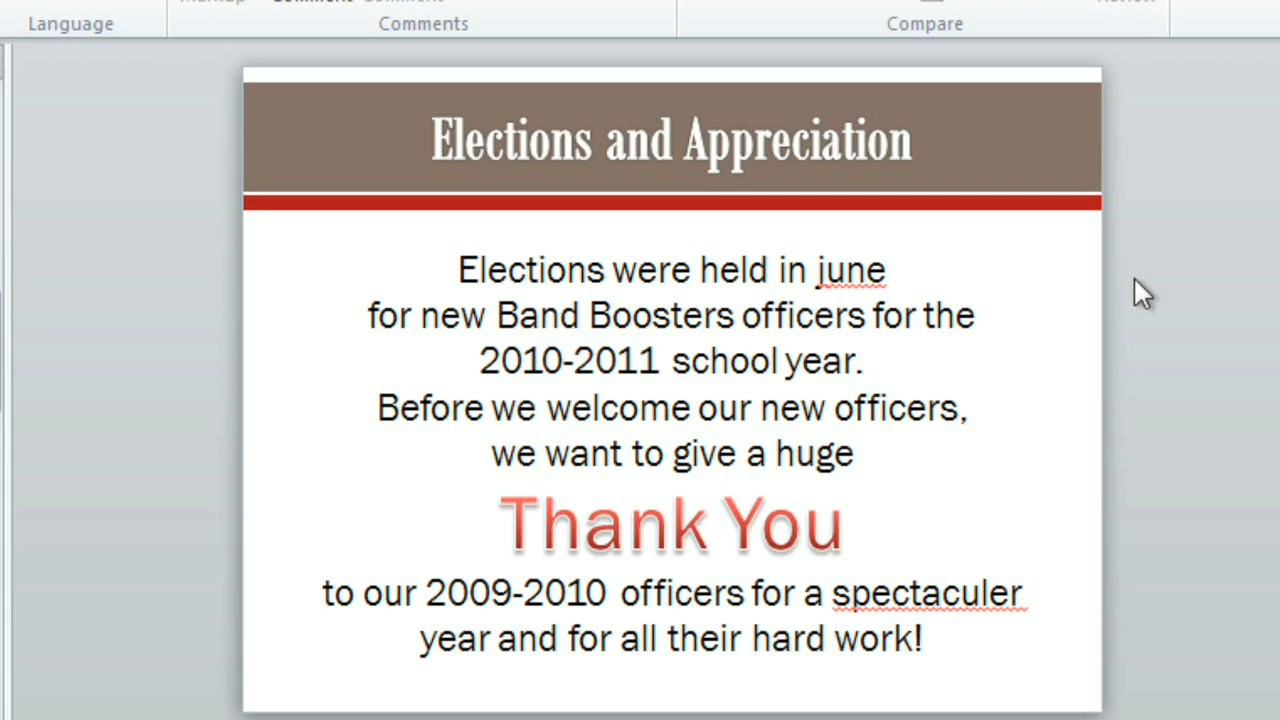 Language Comments Compare
Elections and Appreciation
Elections were held in june
for new Band Boosters officers for the
2010-2011 school year.
Before we welcome our new officers,
we want to give a huge
Thank You
to our 2009-2010 officers for a spectaculer
year and for all their hard work!